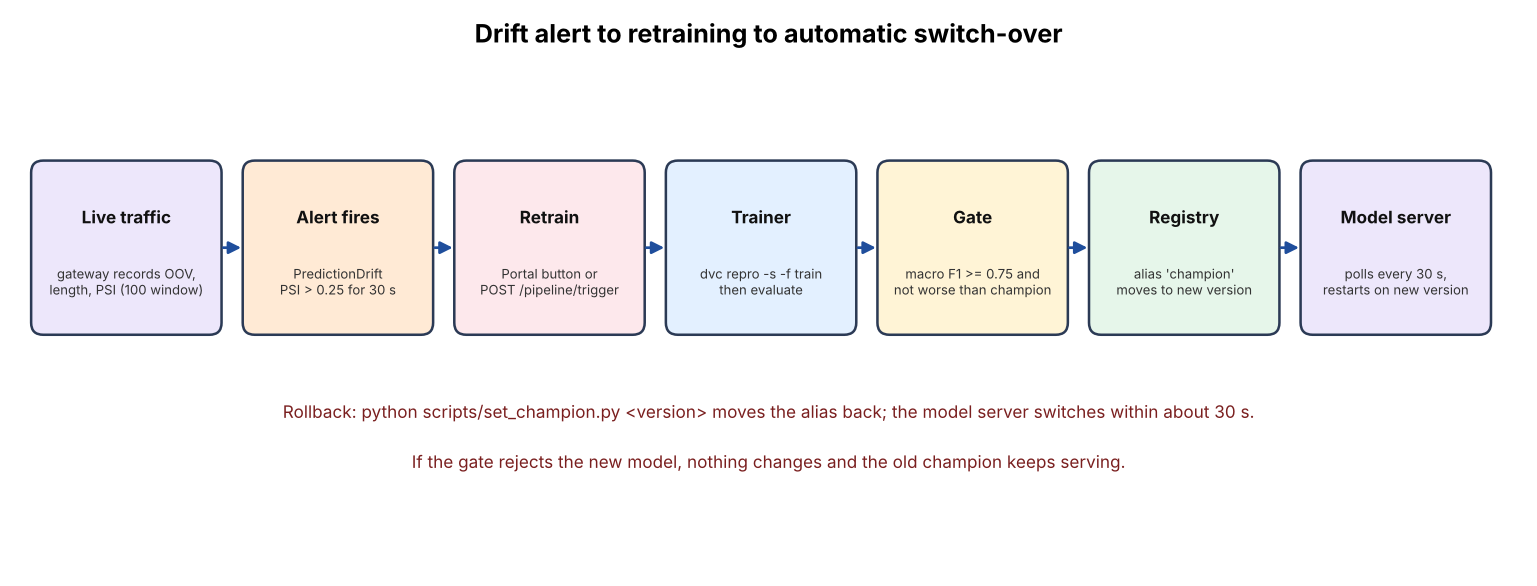 Drift alert to retraining to automatic switch-over
Live traffic
gateway records OOV,
length, PSI (100 window)
Alert fires
PredictionDrift
PSI > 0.25 for 30 s
Retrain
Portal button or
POST /pipeline/trigger
Trainer
dvc repro -s -f train
then evaluate
Gate
macro F1 >= 0.75 and
not worse than champion
Registry
alias 'champion'
moves to new version
Model server
polls every 30 s,
restarts on new version
Rollback: python scripts/set_champion.py <version> moves the alias back; the model server switches within about 30 s.
If the gate rejects the new model, nothing changes and the old champion keeps serving.